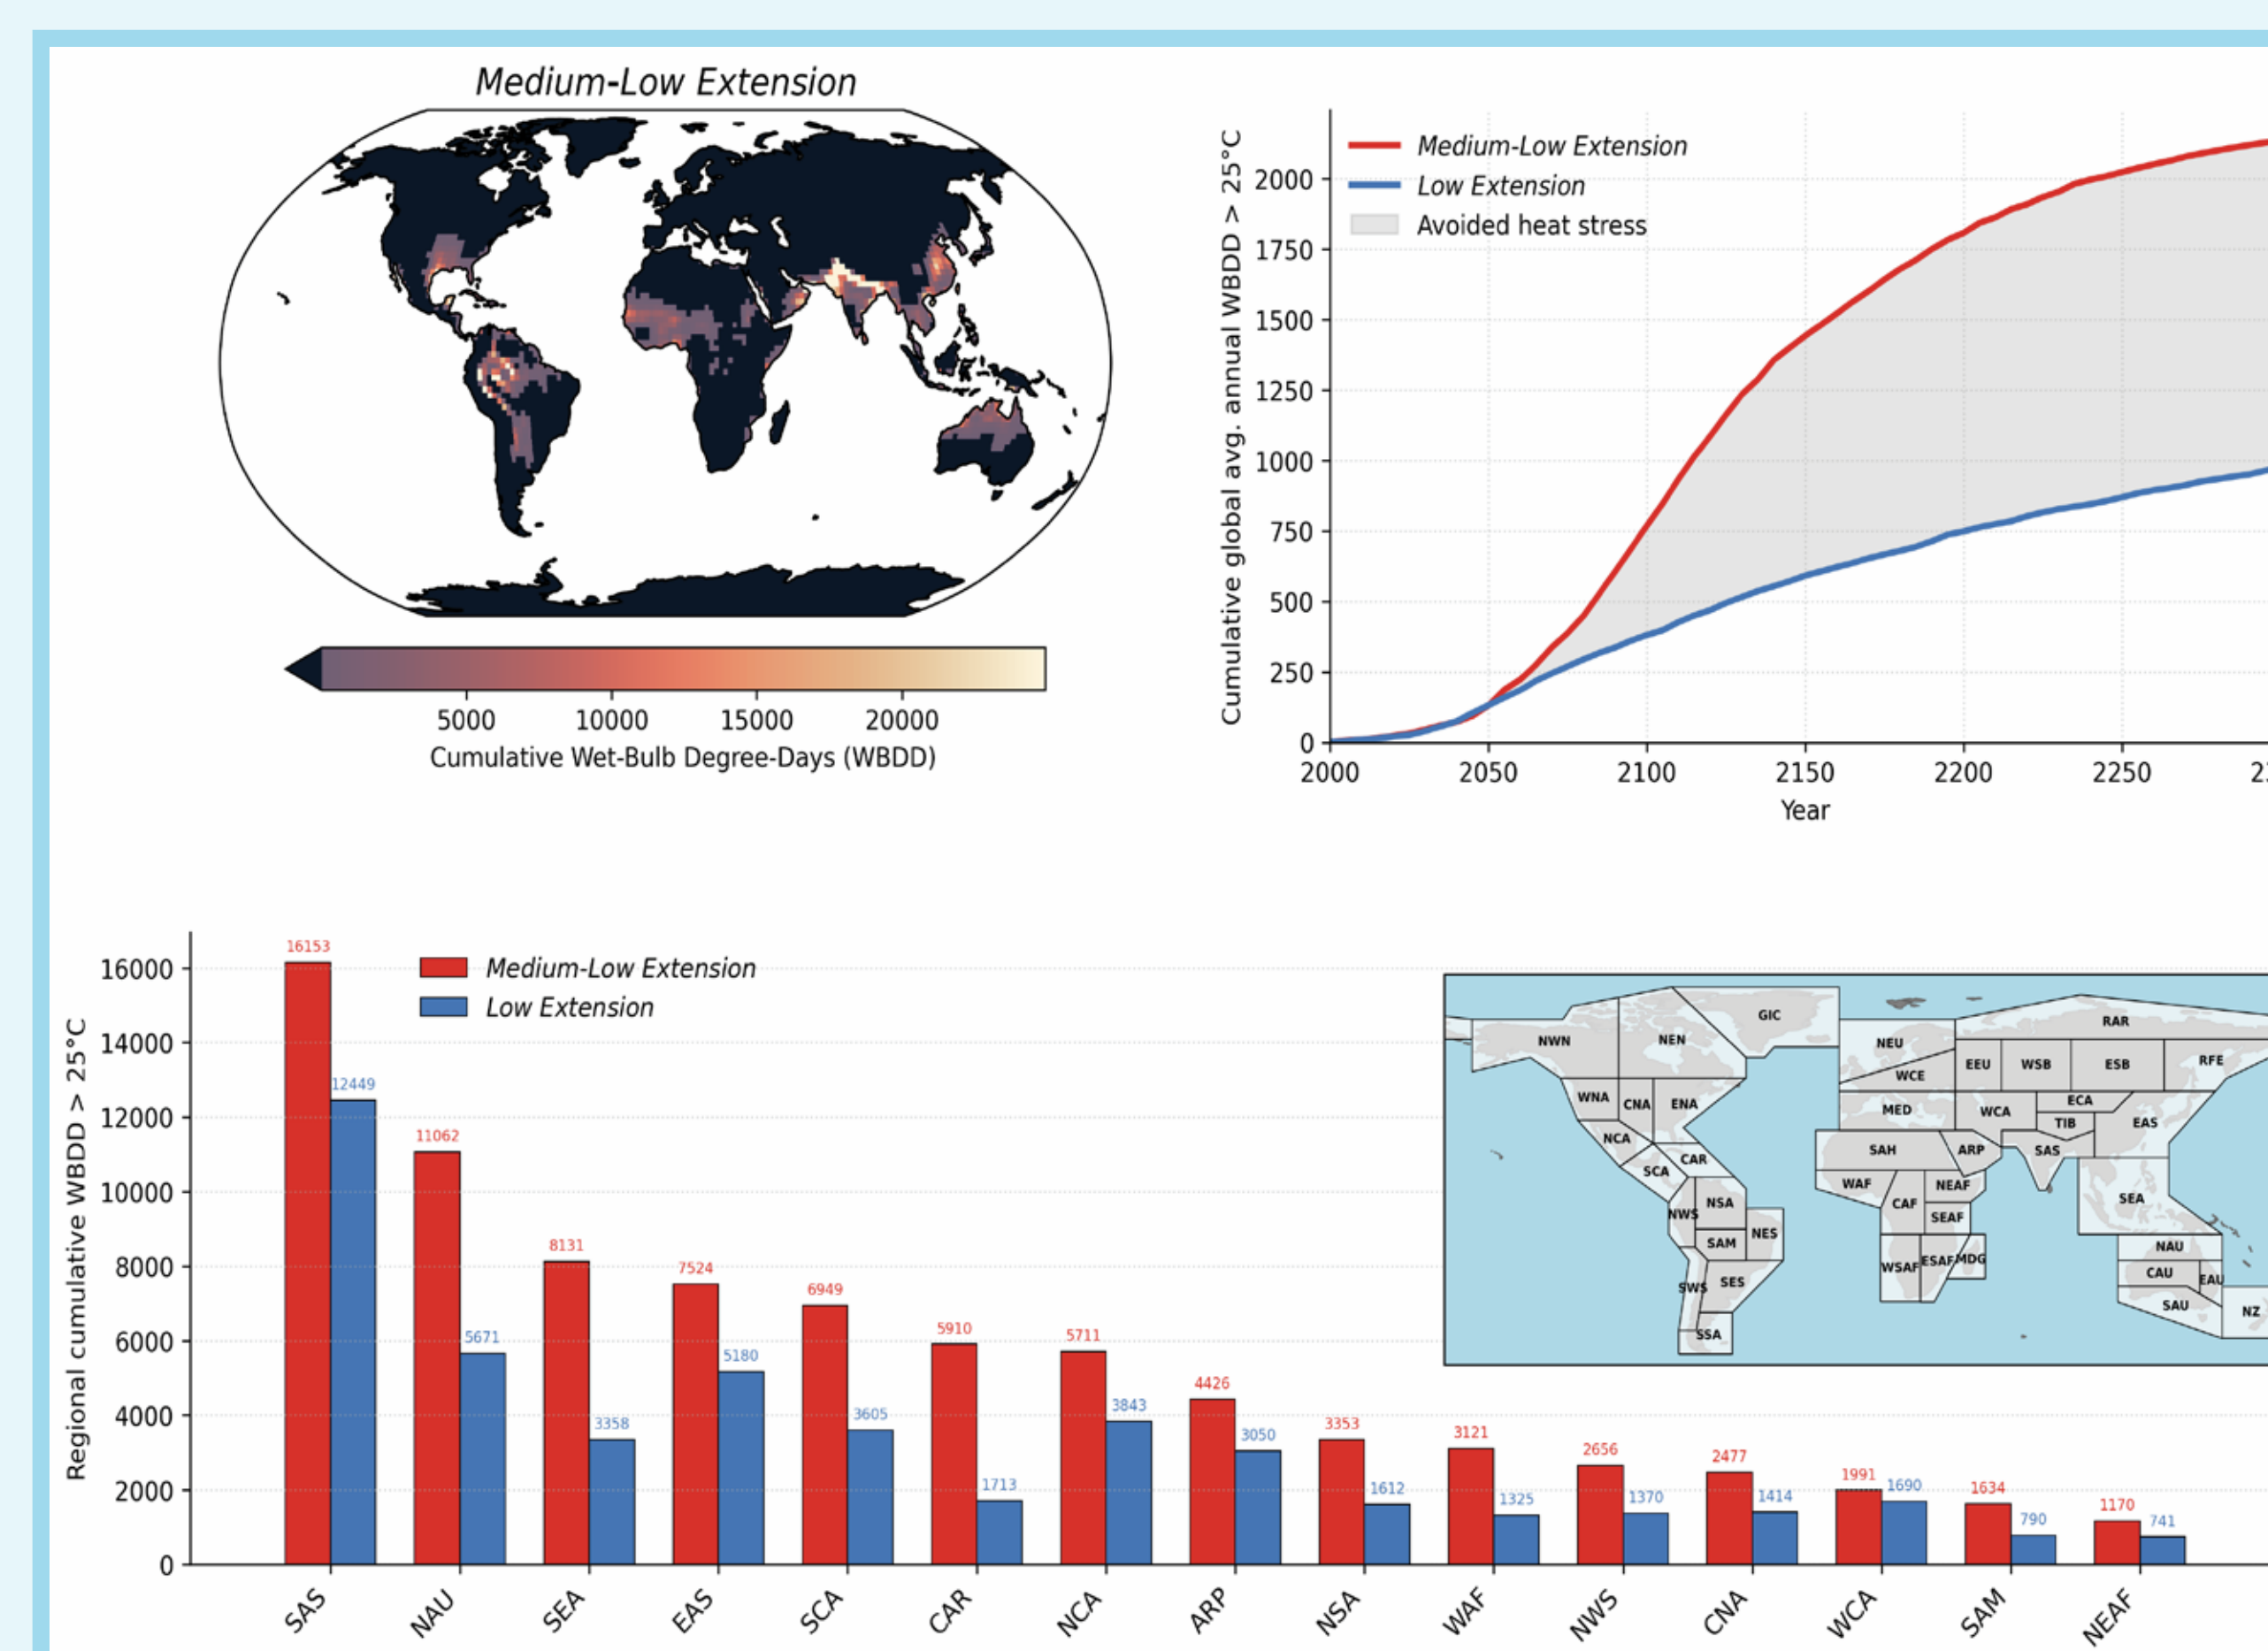 Medium-Low Extension
5000 10000 15000 20000
Cumulative Wet-Bulb Degree-Days (WBDD)
Cumulative global avg. annual WBDD > 25°C
Medium-Low Extension
Low Extension
Avoided heat stress
2000
1750
1500
1250
1000
750
500
250
0
2000 2050 2100 2150 2200 2250
Year
Regional cumulative WBDD > 25°C
16000
14000
12000
10000
8000
6000
4000
2000
0
Medium-Low Extension
Low Extension
16153 12449
11062 5671
8131 3358
7524 5180
6949 3605
5910 1713
5711 3843
4426 3050
3353 1612
3121 1325
2656 1370
2477 1414
1991 1690
1634 790
1170 741
SAS NAU SEA EAS SCA CAR NCA ARP NSA WAF NWS CNA WCA SAM NEAF
GIC
RAR
NWN NEN NEU
EEU WSB ESB RFE
WCE
WNA CNA ENA MED WCA ECA
TIB EAS
NCA SAH ARP SAS
CAR
SCA WAF NEAF
NSA CAF SEA
NWS SEAF
NES
SAM NAU
WSAF ESAF MDG
CAU EAU
SWS SES
SAU NZ
SSA